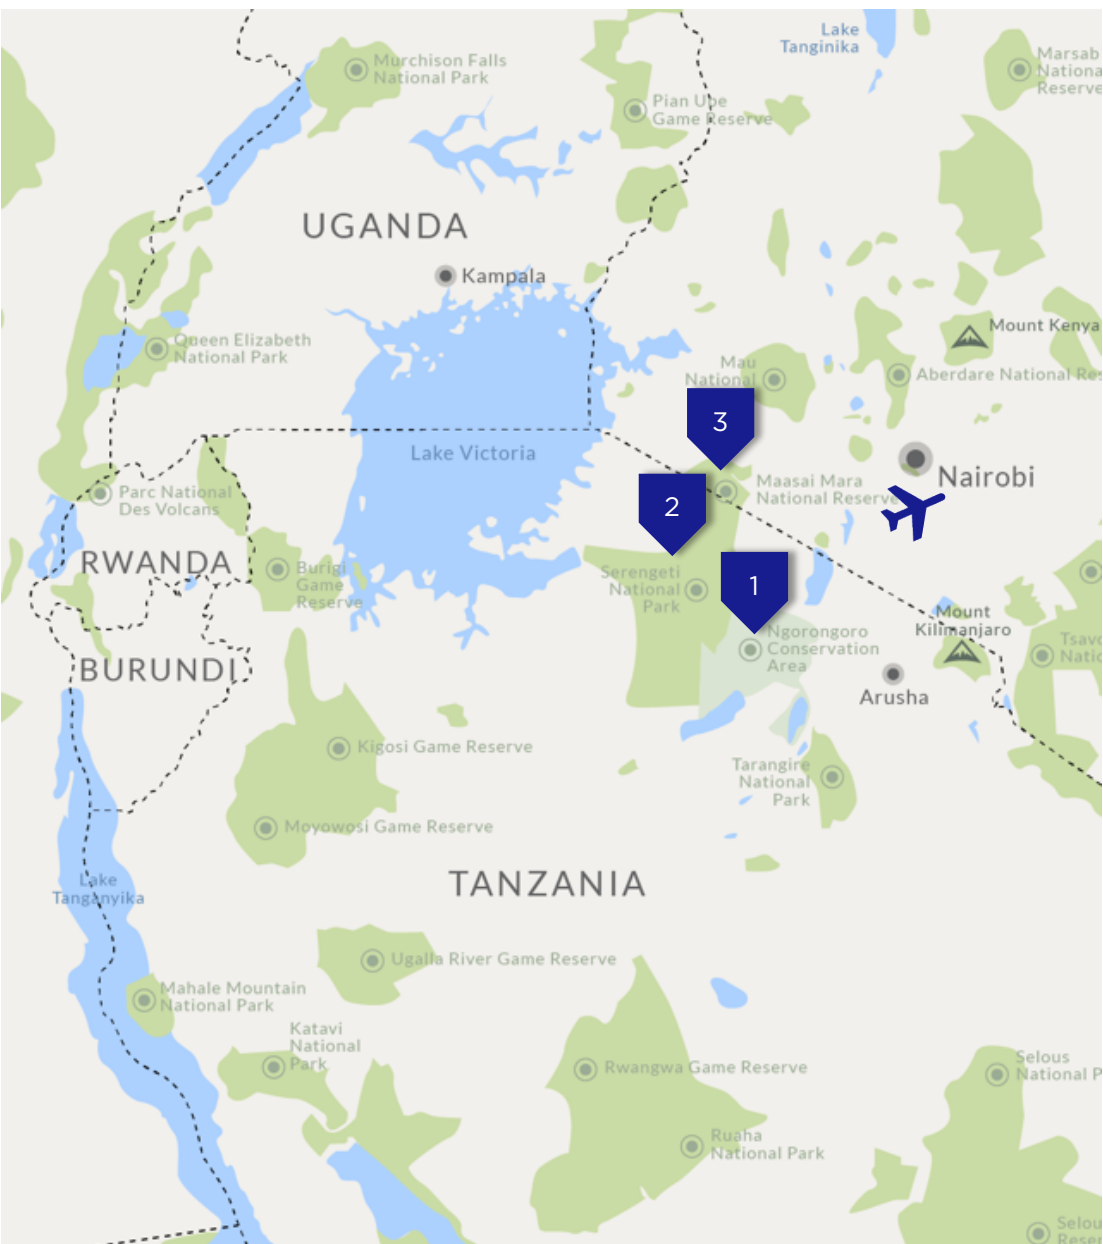 Murchison Falls
National Park
Lake
Tanginika
Marsab
Nationa
Reserve
Pian Upe
Game Reserve
UGANDA
Kampala
Queen Elizabeth
National Park
Mount Kenya
Mau
National
Aberdare National Res
3
Lake Victoria
Nairobi
Maasai Mara
National Reserve
Parc National
Des Volcans
2
RWANDA
Burigi
Game
Reserve
Serengeti
National
Park
1
Mount
Kilimanjaro
Ngorongoro
Conservation
Area
Tsavo
Natio
BURUNDI
Arusha
Kigosi Game Reserve
Tarangire
National
Park
Moyowosi Game Reserve
TANZANIA
Lake
Tanganyika
Ugalla River Game Reserve
Mahale Mountain
National Park
Katavi
National
Park
Rwangwa Game Reserve
Selous
National P
Ruaha
National Park
Selou
Reser